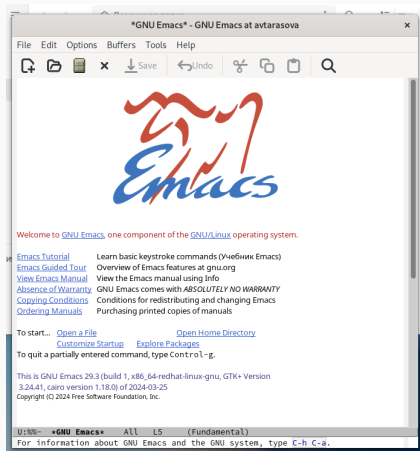 *GNU Emacs* - GNU Emacs at avtarasova
File Edit Options Buffers Tools Help
Save Undo
Emacs
Welcome to GNU Emacs, one component of the GNU/Linux operating system.
Emacs Tutorial Learn basic keystroke commands (Учебник Emacs)
Emacs Guided Tour Overview of Emacs features at gnu.org
View Emacs Manual View the Emacs manual using Info
Absence of Warranty GNU Emacs comes with ABSOLUTELY NO WARRANTY
Copying Conditions Conditions for redistributing and changing Emacs
Ordering Manuals Purchasing printed copies of manuals
To start... Open a File Open Home Directory
Customize Startup Explore Packages
To quit a partially entered command, type Control-g.
This is GNU Emacs 29.3 (build 1, x86_64-redhat-linux-gnu, GTK+ Version
3.24.41, cairo version 1.18.0) of 2024-03-25
Copyright (C) 2024 Free Software Foundation, Inc.
U:%%- *GNU Emacs* All L5 (Fundamental)
For information about GNU Emacs and the GNU system, type C-h C-a.